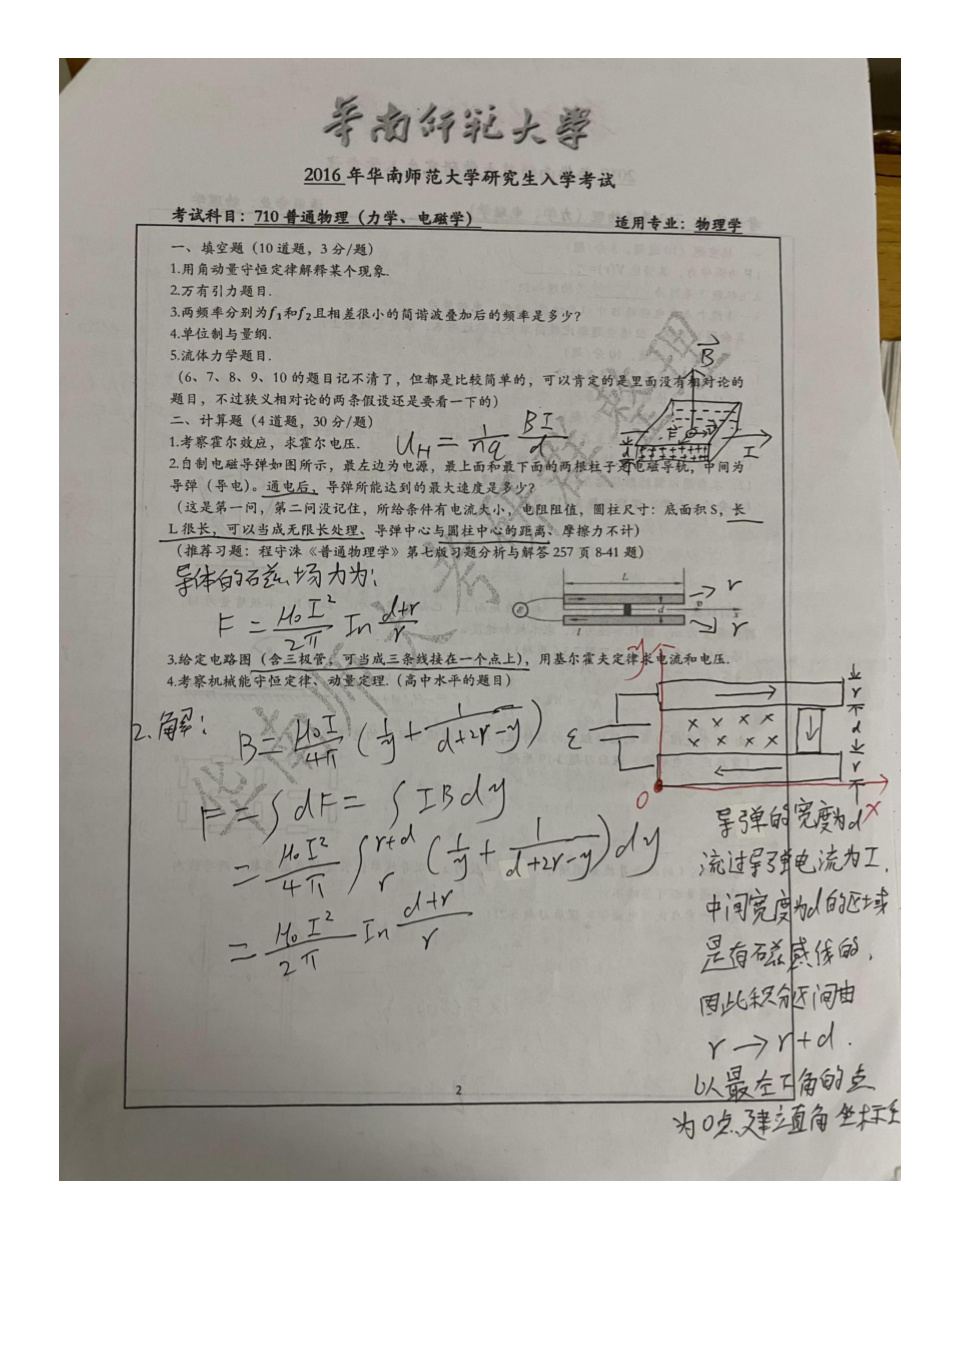 华南师范大学
2016 年华南师范大学研究生入学考试
考试科目：710 普通物理（力学、电磁学）
适用专业：物理学
一、填空题（10 道题，3 分/题）
1.用角动量守恒定律解释某个现象.
2.万有引力题目.
3.两频率分别为f₁和f₂且相差很小的简谐波叠加后的频率是多少?
4.单位制与量纲.
5.流体力学题目.
（6、7、8、9、10 的题目记不清了，但都是比较简单的，可以肯定的是里面没有相对论的
题目，不过狭义相对论的两条假设还是要看一下的）
二、计算题（4 道题，30 分/题）
1.考察霍尔效应，求霍尔电压. U_H = 1/nq BI/d
B
I
2.自制电磁导弹如图所示，最左边为电源，最上面和最下面的两根柱子为电磁导轨，中间为
导弹（导电）。通电后，导弹所能达到的最大速度是多少?
（这是第一问，第二问没记住，所给条件有电流大小，电阻阻值，圆柱尺寸：底面积 S，长
L 很长，可以当成无限长处理、导弹中心与圆柱中心的距离、摩擦力不计）
（推荐习题：程守洙《普通物理学》第七版习题分析与解答 257 页 8-41 题）
导体的磁场力为：
F = μ₀I²/2π ln (d+r)/r
L
d
I
r
r
3.给定电路图（含三极管，可当成三条线接在一个点上），用基尔霍夫定律求电流和电压.
4.考察机械能守恒定律、动量定理.（高中水平的题目）
2.解：
B = μ₀I/4π (1/y + 1/(d+2r-y))
F = ∫dF = ∫IBdy
= μ₀I²/4π ∫_r^{r+d} (1/y + 1/(d+2r-y)) dy
= μ₀I²/2π ln (d+r)/r
y
ε
× × × ×
× × × ×
r
d
r
O
x
导弹的宽度为d
流过导弹电流为I，
中间宽度为d的区域
是有磁感线的，
因此积分区间由
r → r+d .
以最左下角的点
为O点建立直角坐标系
2
华南师大考研群整理